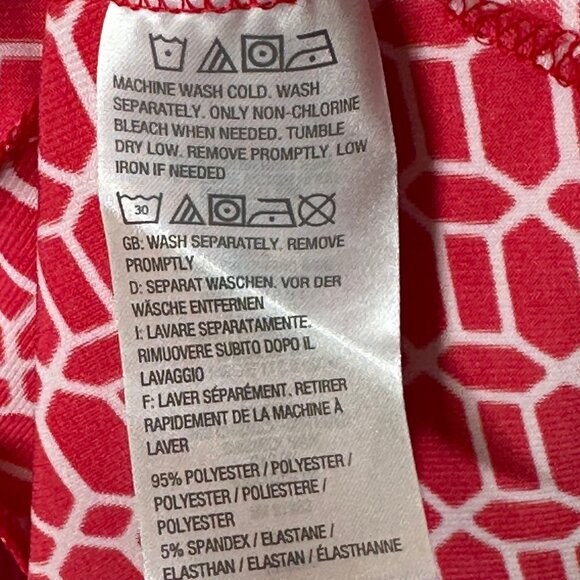 MACHINE WASH COLD. WASH
SEPARATELY. ONLY NON-CHLORINE
BLEACH WHEN NEEDED. TUMBLE
DRY LOW. REMOVE PROMPTLY. LOW
IRON IF NEEDED
30
GB: WASH SEPARATELY. REMOVE
PROMPTLY
D: SEPARAT WASCHEN. VOR DER
WÄSCHE ENTFERNEN
I: LAVARE SEPARATAMENTE.
RIMUOVERE SUBITO DOPO IL
LAVAGGIO
F: LAVER SÉPARÉMENT. RETIRER
RAPIDEMENT DE LA MACHINE À
LAVER
95% POLYESTER / POLYESTER /
POLYESTER / POLIESTERE /
POLYESTER
5% SPANDEX / ELASTANE /
ELASTHAN / ELASTAN / ÉLASTHANNE